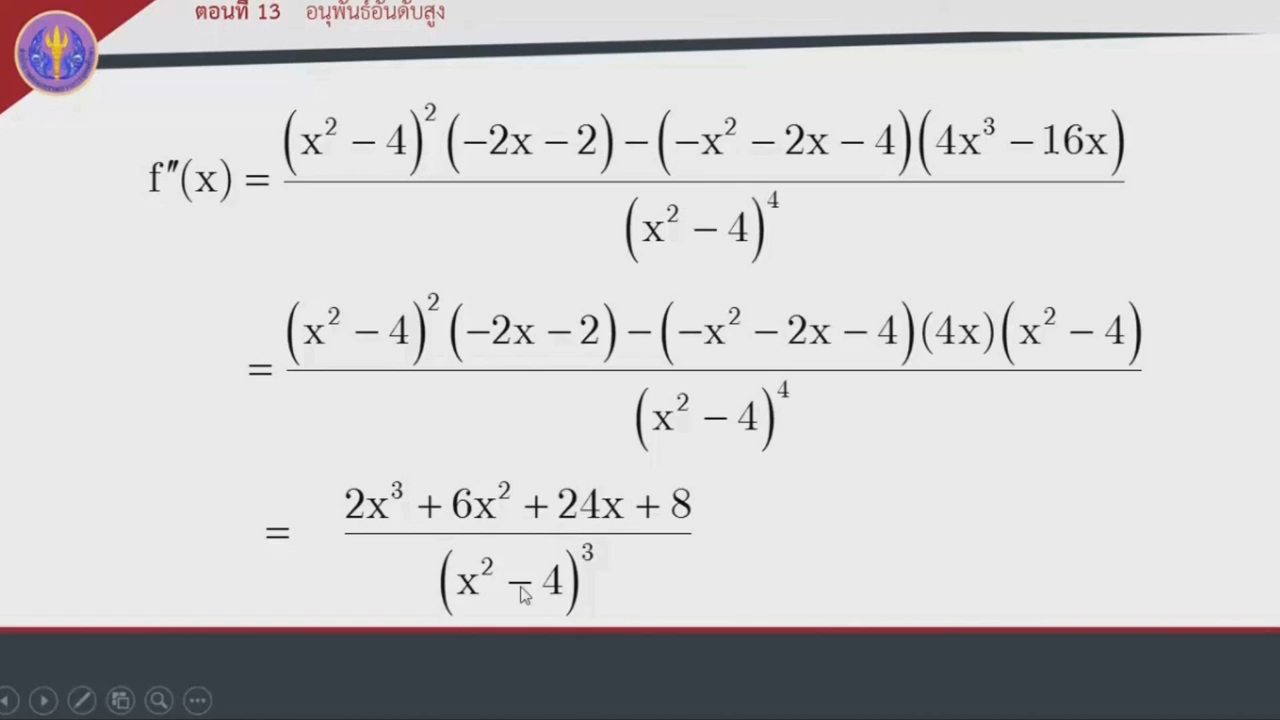 ตอนที่ 13 อนุพันธ์อันดับสูง
f″(x) = ((x² − 4)² (−2x − 2) − (−x² − 2x − 4)(4x³ − 16x)) / (x² − 4)⁴
= ((x² − 4)² (−2x − 2) − (−x² − 2x − 4)(4x)(x² − 4)) / (x² − 4)⁴
= (2x³ + 6x² + 24x + 8) / (x² − 4)³